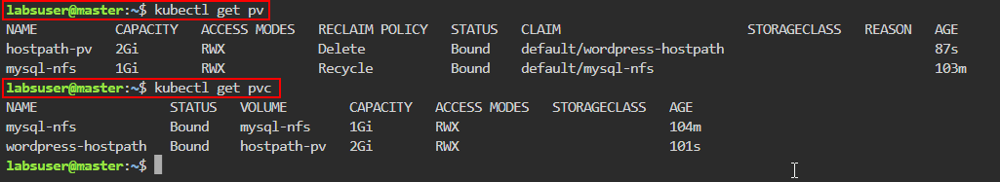 labsuser@master:~$ kubectl get pv
NAME CAPACITY ACCESS MODES RECLAIM POLICY STATUS CLAIM STORAGECLASS REASON AGE
hostpath-pv 2Gi RWX Delete Bound default/wordpress-hostpath 87s
mysql-nfs 1Gi RWX Recycle Bound default/mysql-nfs 103m
labsuser@master:~$ kubectl get pvc
NAME STATUS VOLUME CAPACITY ACCESS MODES STORAGECLASS AGE
mysql-nfs Bound mysql-nfs 1Gi RWX 104m
wordpress-hostpath Bound hostpath-pv 2Gi RWX 101s
labsuser@master:~$